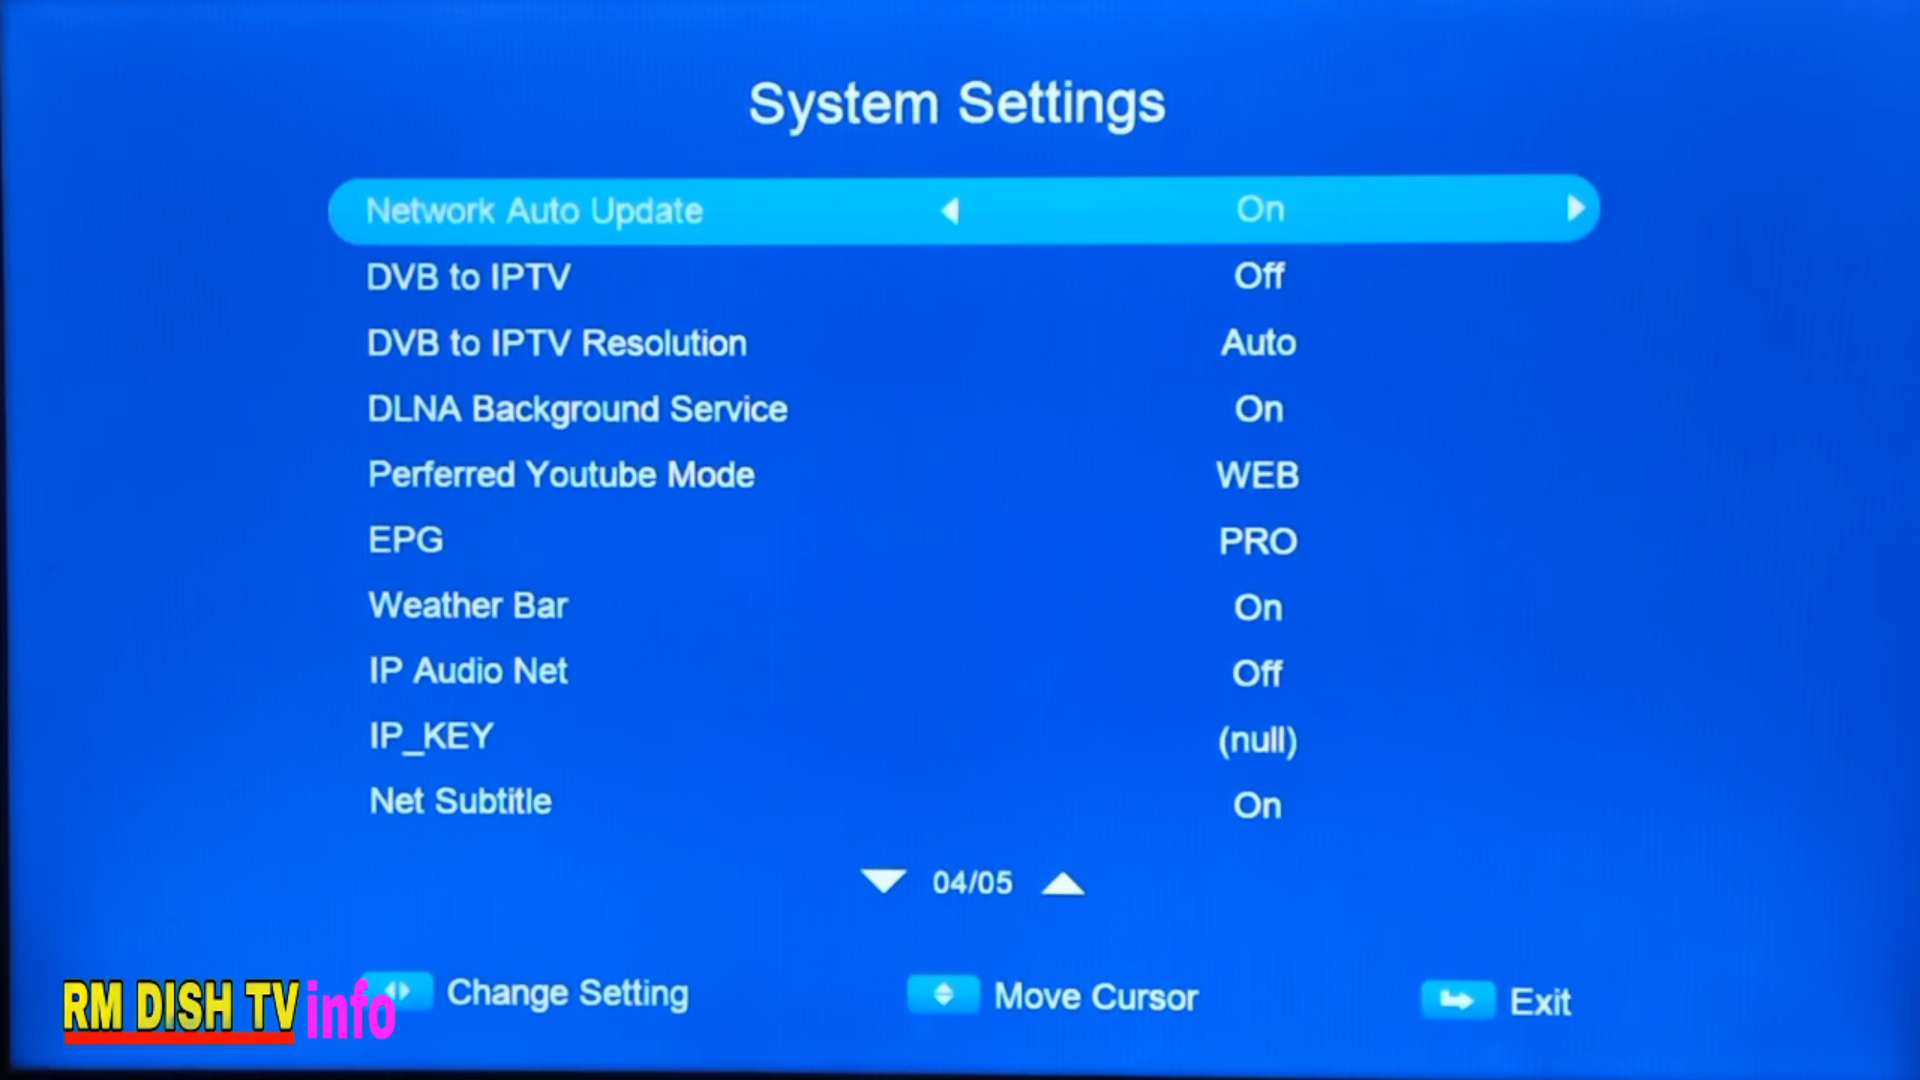 System Settings
Network Auto Update On
DVB to IPTV Off
DVB to IPTV Resolution Auto
DLNA Background Service On
Perferred Youtube Mode WEB
EPG PRO
Weather Bar On
IP Audio Net Off
IP_KEY (null)
Net Subtitle On
04/05
Change Setting Move Cursor Exit
RM DISH TV info